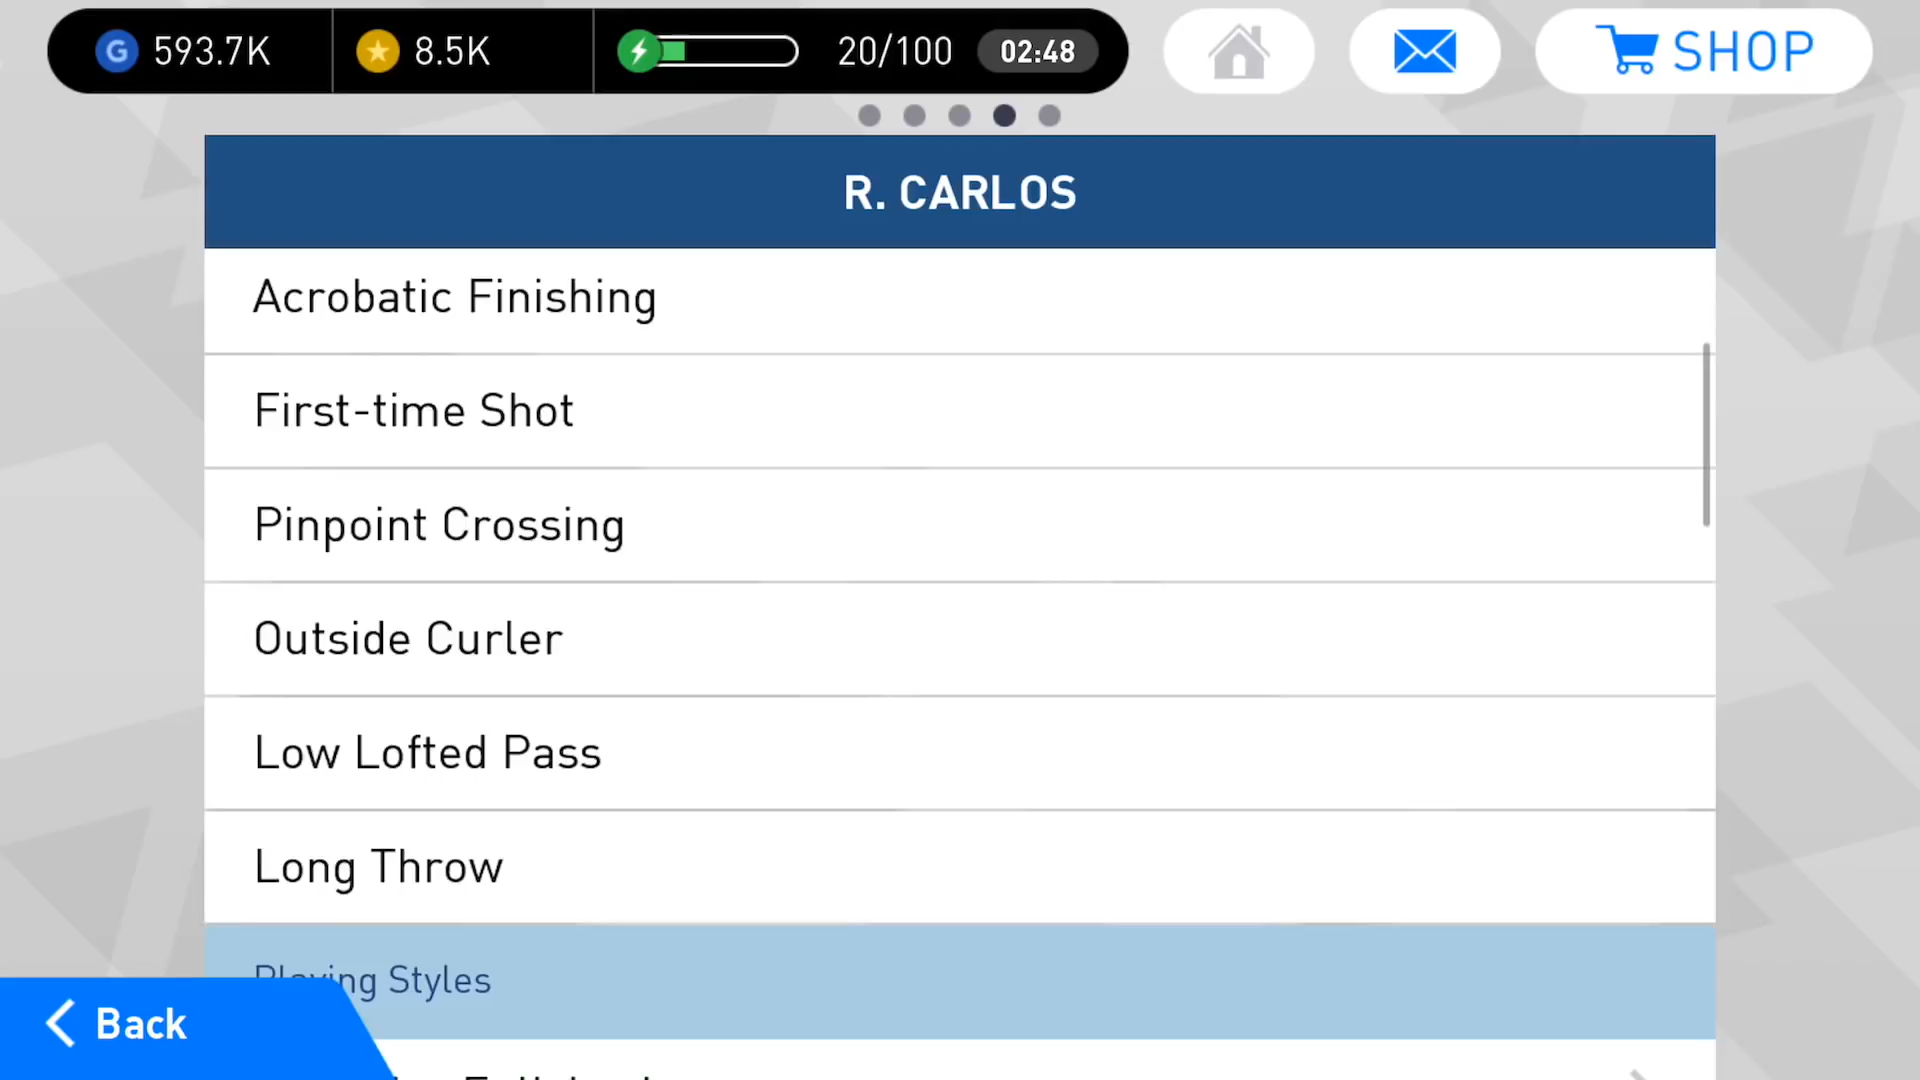 G 593.7K
8.5K
20/100
02:48
SHOP
R. CARLOS
Acrobatic Finishing
First-time Shot
Pinpoint Crossing
Outside Curler
Low Lofted Pass
Long Throw
Playing Styles
Back